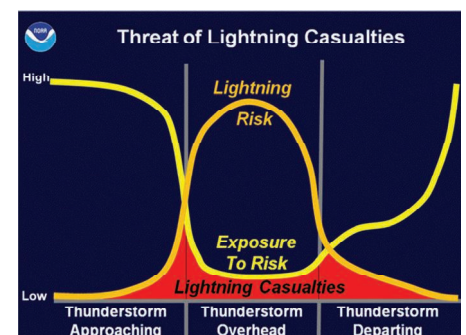 NOAA
Threat of Lightning Casualties
High
Lightning
Risk
Exposure
To Risk
Lightning Casualties
Low
Thunderstorm
Approaching
Thunderstorm
Overhead
Thunderstorm
Departing